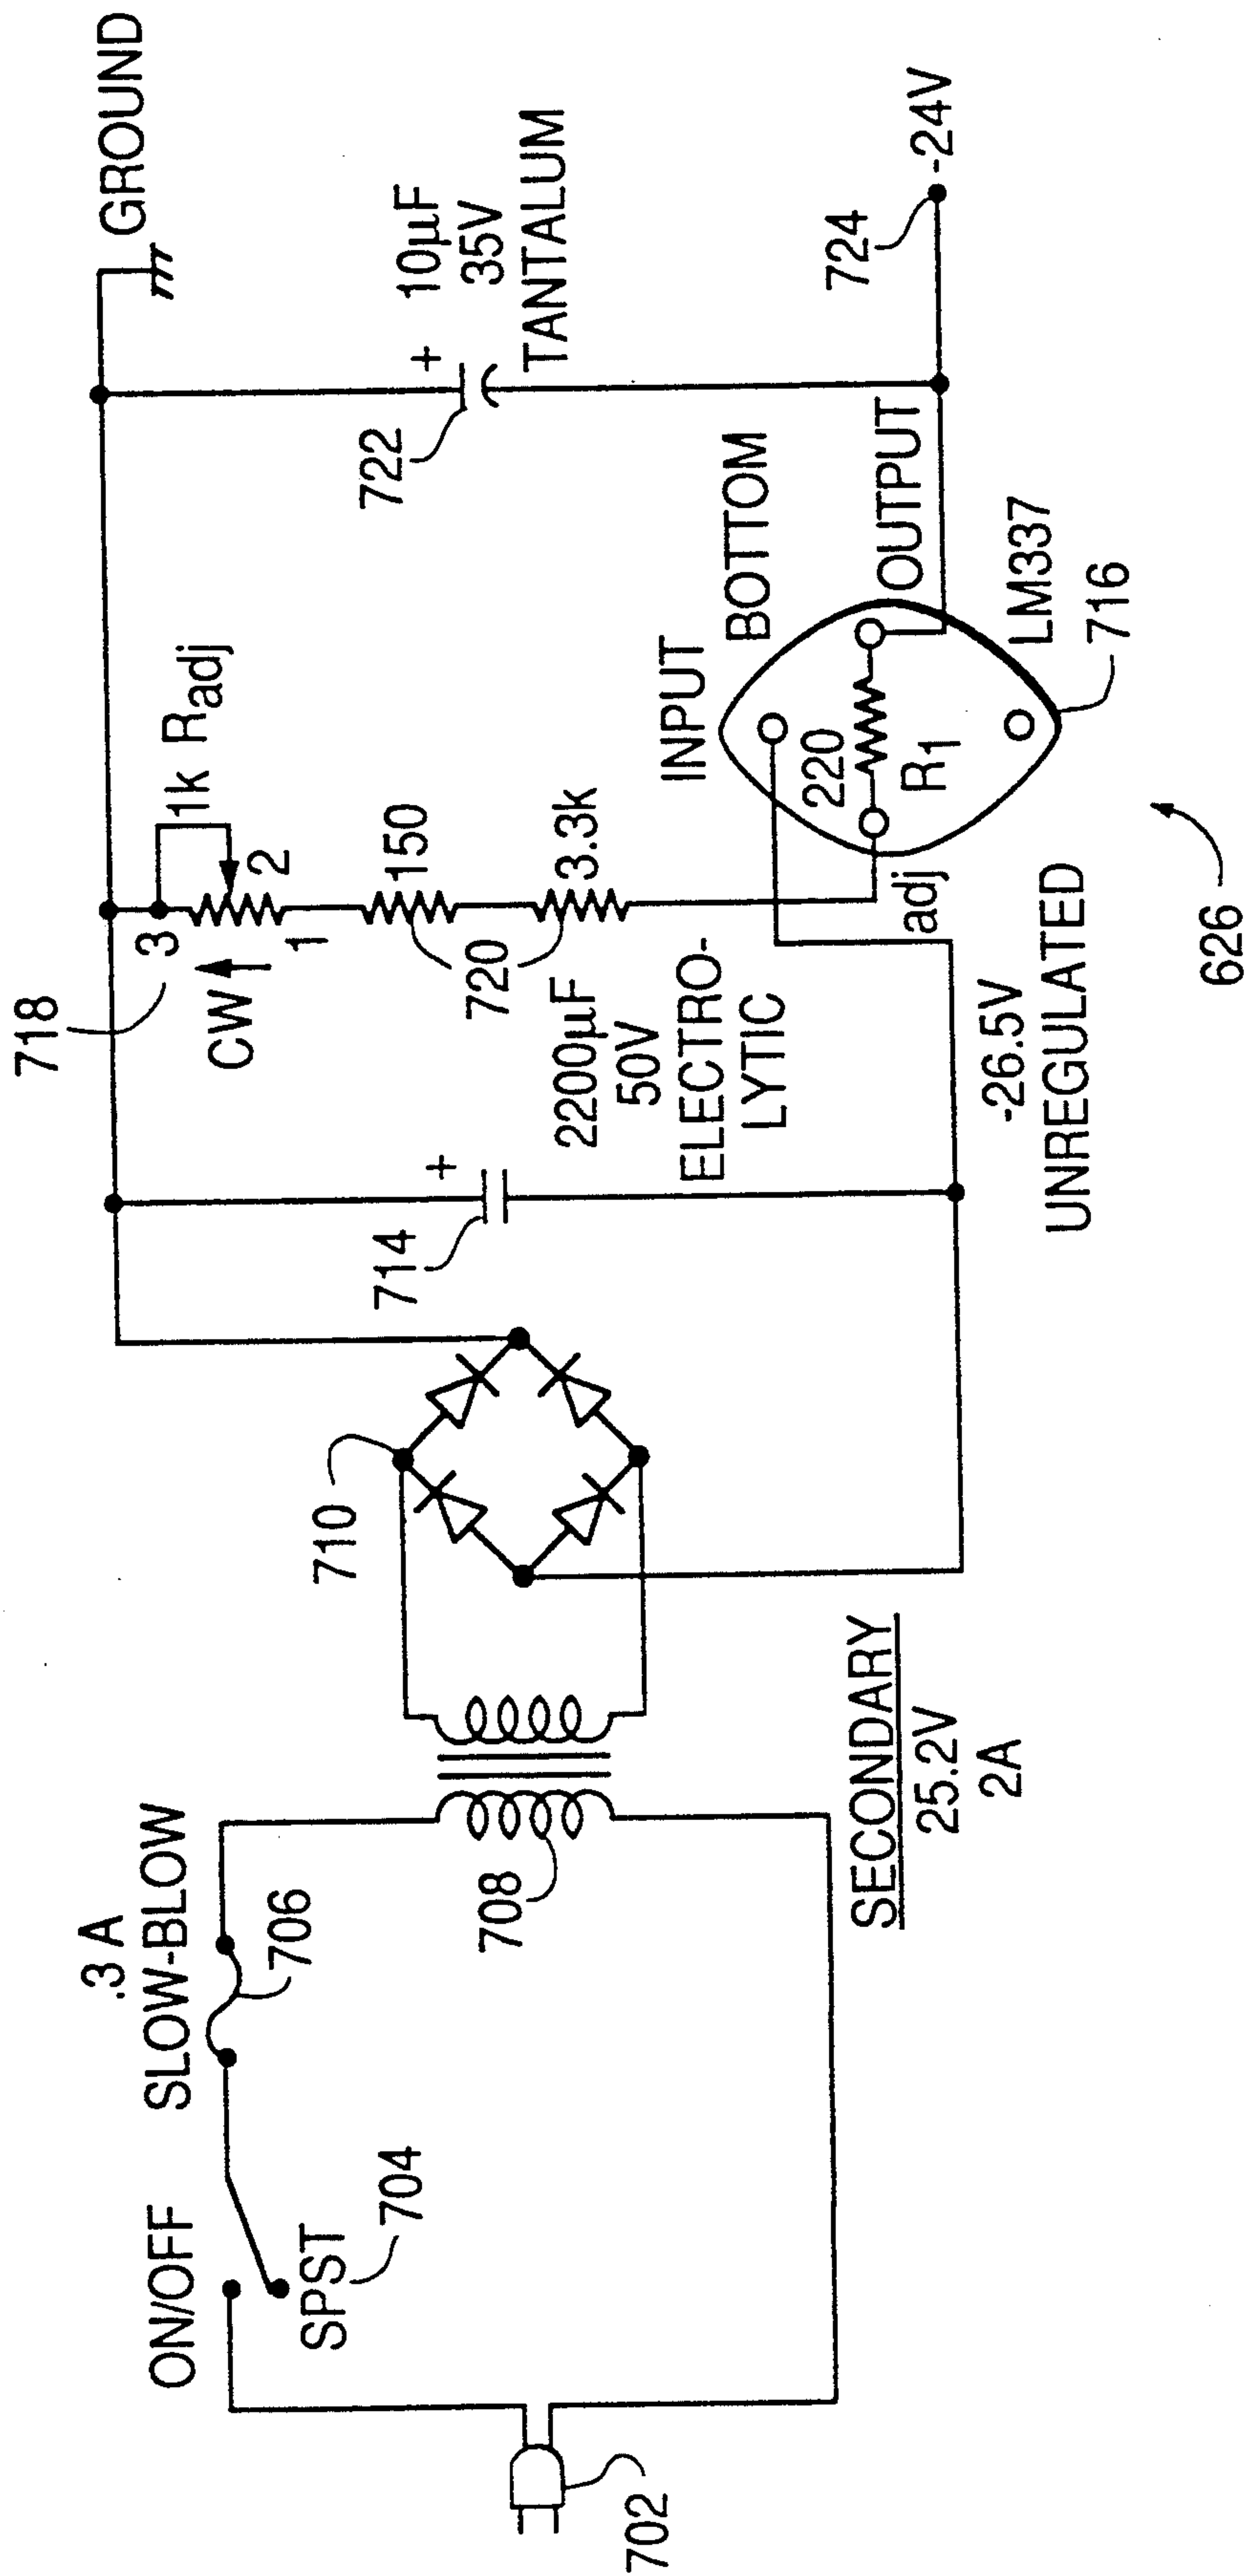 ON/OFF
SPST
704
702
.3 A
SLOW-BLOW
706
708
SECONDARY
25.2V
2A
710
714
+
2200µF
50V
ELECTRO-
LYTIC
-26.5V
UNREGULATED
718
CW
3
2
1
1k Radj
150
3.3k
720
adj
INPUT
BOTTOM
220
R1
OUTPUT
LM337
716
626
722
+
10µF
35V
TANTALUM
GROUND
724
-24V